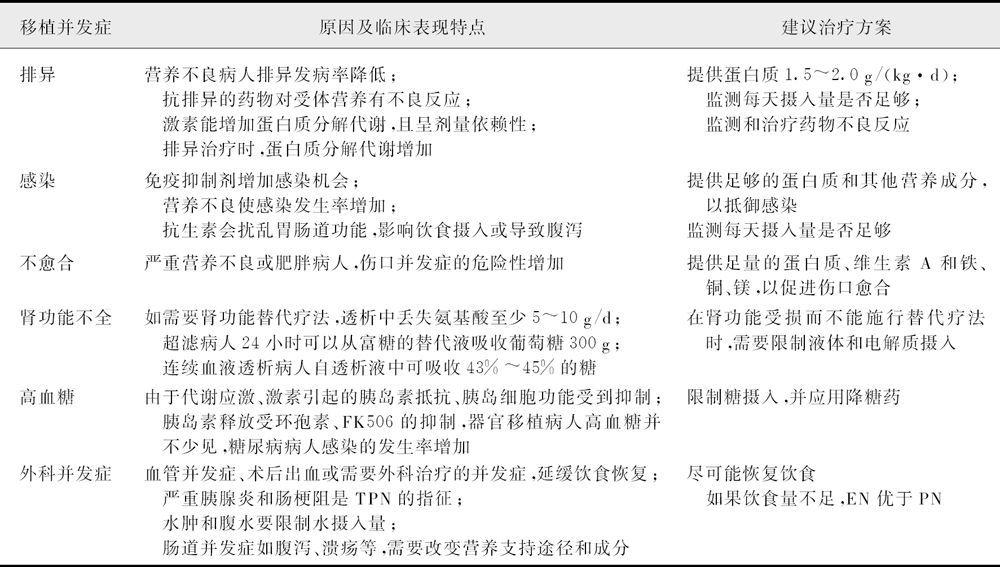 移植并发症 原因及临床表现特点 建议治疗方案
排异 营养不良病人排异发病率降低; 提供蛋白质1.5～2.0 g/(kg·d);
抗排异的药物对受体营养有不良反应; 监测每天摄入量是否足够;
激素能增加蛋白质分解代谢,且呈剂量依赖性; 监测和治疗药物不良反应
排异治疗时,蛋白质分解代谢增加
感染 免疫抑制剂增加感染机会; 提供足够的蛋白质和其他营养成分,
营养不良使感染发生率增加; 以抵御感染
抗生素会扰乱胃肠道功能,影响饮食摄入或导致腹泻 监测每天摄入量是否足够
不愈合 严重营养不良或肥胖病人,伤口并发症的危险性增加 提供足量的蛋白质、维生素 A 和铁、
铜、镁,以促进伤口愈合
肾功能不全 如需要肾功能替代疗法,透析中丢失氨基酸至少5～10 g/d; 在肾功能受损而不能施行替代疗法
超滤病人24小时可以从富糖的替代液吸收葡萄糖300 g; 时,需要限制液体和电解质摄入
连续血液透析病人自透析液中可吸收43%～45%的糖
高血糖 由于代谢应激、激素引起的胰岛素抵抗、胰岛细胞功能受到抑制; 限制糖摄入,并应用降糖药
胰岛素释放受环孢素、FK506的抑制,器官移植病人高血糖并
不少见,糖尿病病人感染的发生率增加
外科并发症 血管并发症、术后出血或需要外科治疗的并发症,延缓饮食恢复; 尽可能恢复饮食
严重胰腺炎和肠梗阻是TPN的指征; 如果饮食量不足,EN优于PN
水肿和腹水要限制水摄入量;
肠道并发症如腹泻、溃疡等,需要改变营养支持途径和成分